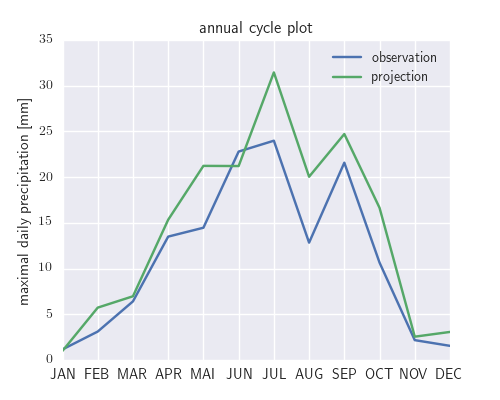 annual cycle plot
35
30
25
20
15
10
5
0
maximal daily precipitation [mm]
observation
projection
JAN FEB MAR APR MAI JUN JUL AUG SEP OCT NOV DEC